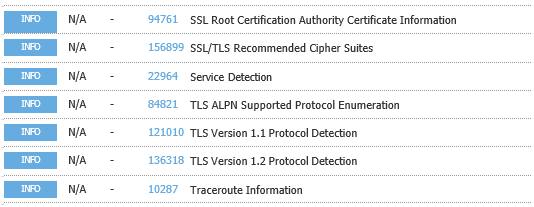 INFO N/A - 94761 SSL Root Certification Authority Certificate Information
INFO N/A - 156899 SSL/TLS Recommended Cipher Suites
INFO N/A - 22964 Service Detection
INFO N/A - 84821 TLS ALPN Supported Protocol Enumeration
INFO N/A - 121010 TLS Version 1.1 Protocol Detection
INFO N/A - 136318 TLS Version 1.2 Protocol Detection
INFO N/A - 10287 Traceroute Information